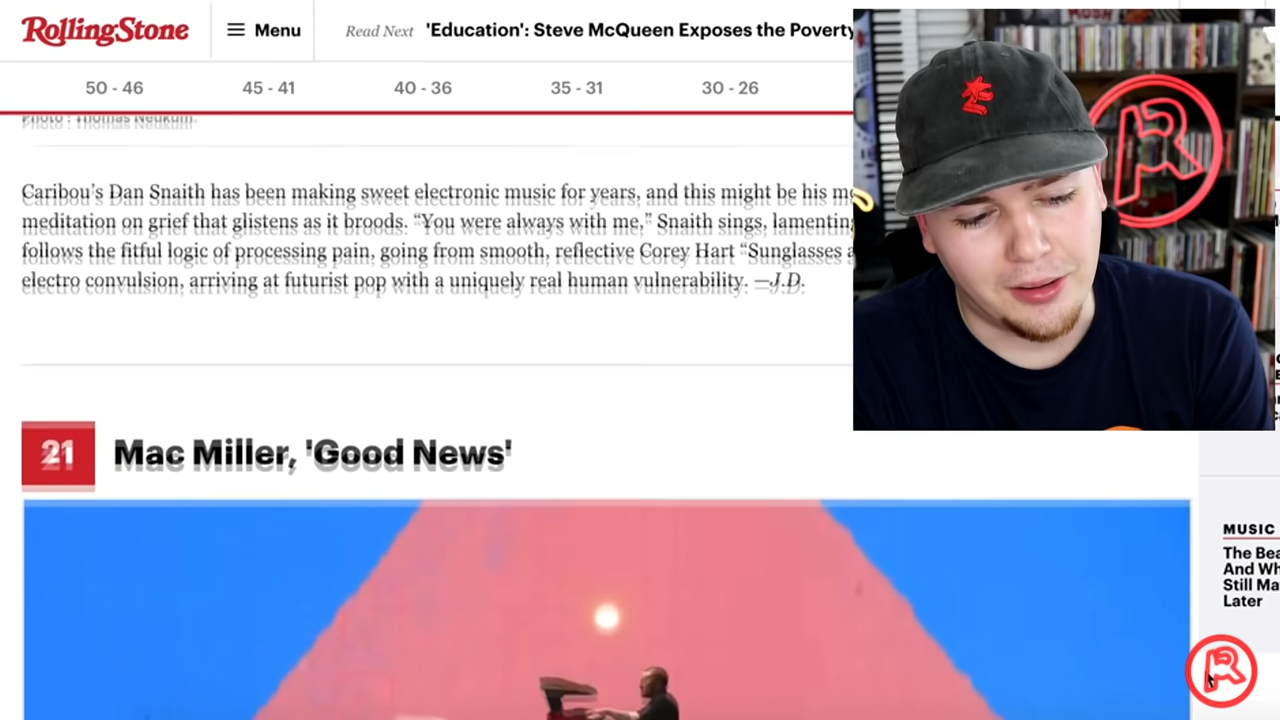 RollingStone
Menu
Read Next 'Education': Steve McQueen Exposes the Poverty
50 - 46
45 - 41
40 - 36
35 - 31
30 - 26
Photo : Thomas Neukum.
Caribou's Dan Snaith has been making sweet electronic music for years, and this might be his
meditation on grief that glistens as it broods. “You were always with me,” Snaith sings, lamenting
follows the fitful logic of processing pain, going from smooth, reflective Corey Hart “Sunglasses
electro convulsion, arriving at futurist pop with a uniquely real human vulnerability. —J.D.
21
Mac Miller, 'Good News'
MUSIC
The
And
Still
Later
R
R